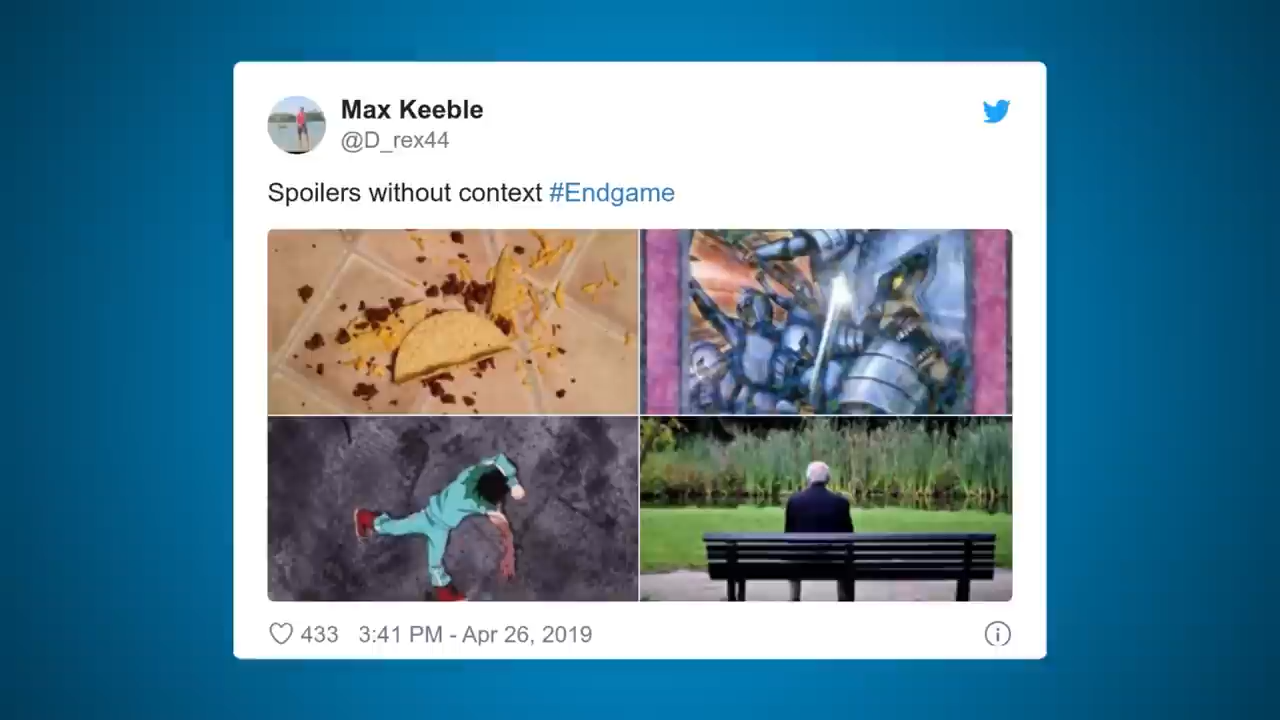 Max Keeble
@D_rex44
Spoilers without context #Endgame
433 3:41 PM - Apr 26, 2019